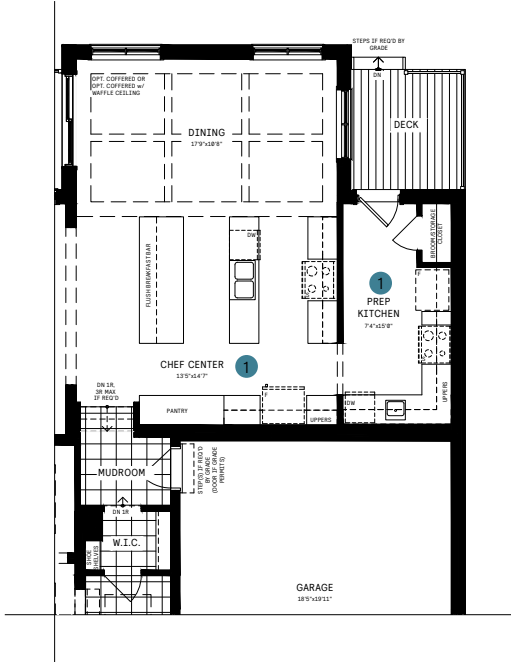 STEPS IF REQ'D BY
GRADE
DN
OPT. COFFERED OR
OPT. COFFERED w/
WAFFLE CEILING
DINING
17'9"x10'8"
DECK
BROOM/STORAGE
CLOSET
DW
FLUSH BREAKFAST BAR
1
PREP
KITCHEN
7'4"x15'8"
CHEF CENTER
1
13'5"x14'7"
DN 1R,
3R MAX
IF REQ'D
F
UPPERS
PANTRY
UPPERS
DW
MUDROOM
STEP(S) IF REQ'D
BY GRADE
(DOOR IF GRADE
PERMITS)
DN 1R
W.I.C.
SHOE
SHELVES
GARAGE
18'5"x19'11"